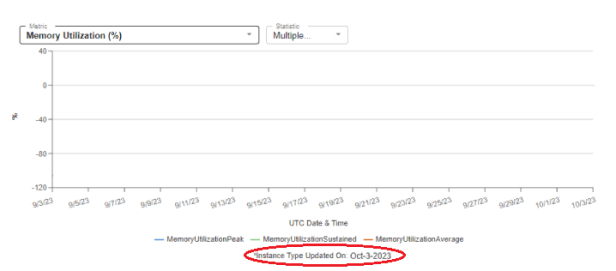 Metric
Memory Utilization (%)
Statistic
Multiple...
40
0
-40
-80
-120
%
9/3/23 9/5/23 9/7/23 9/9/23 9/11/23 9/13/23 9/15/23 9/17/23 9/19/23 9/21/23 9/23/23 9/25/23 9/27/23 9/29/23 10/1/23 10/3/23
UTC Date & Time
MemoryUtilizationPeak MemoryUtilizationSustained MemoryUtilizationAverage
*Instance Type Updated On: Oct-3-2023